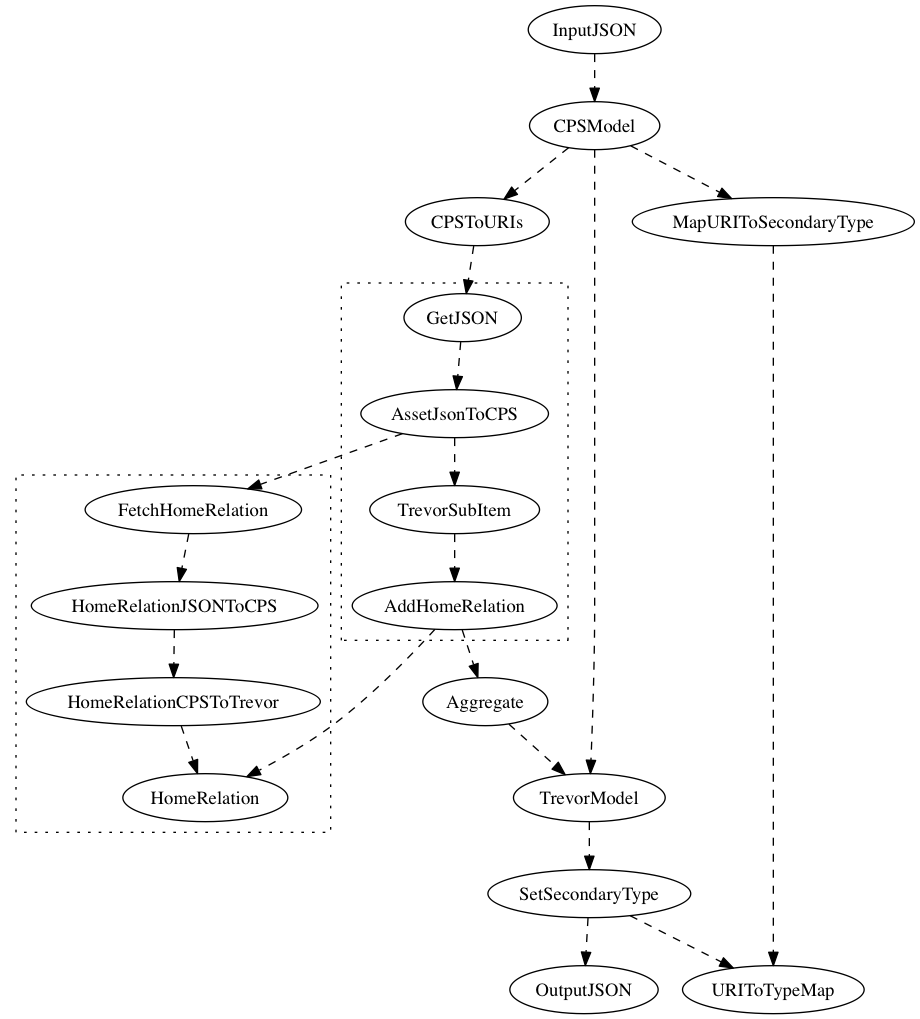 InputJSON
CPSModel
CPSToURIs
MapURIToSecondaryType
GetJSON
AssetJsonToCPS
FetchHomeRelation
TrevorSubItem
HomeRelationJSONToCPS
AddHomeRelation
HomeRelationCPSToTrevor
Aggregate
HomeRelation
TrevorModel
SetSecondaryType
OutputJSON
URIToTypeMap